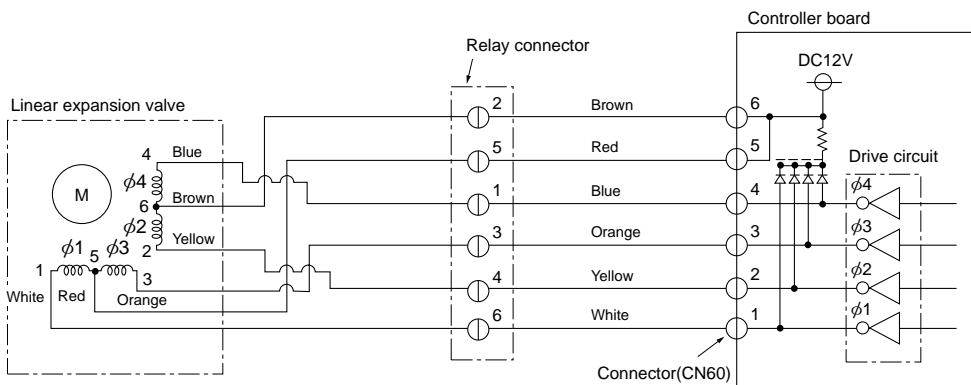 Controller board
Relay connector
DC12V
Linear expansion valve
2
Brown
6
4
Blue
5
Red
5
Drive circuit
M
ϕ4
6
Brown
1
Blue
4
ϕ4
ϕ2
2
Yellow
3
Orange
3
ϕ3
ϕ1
5
ϕ3
1
3
4
Yellow
2
ϕ2
White
Red
Orange
6
White
1
ϕ1
Connector(CN60)